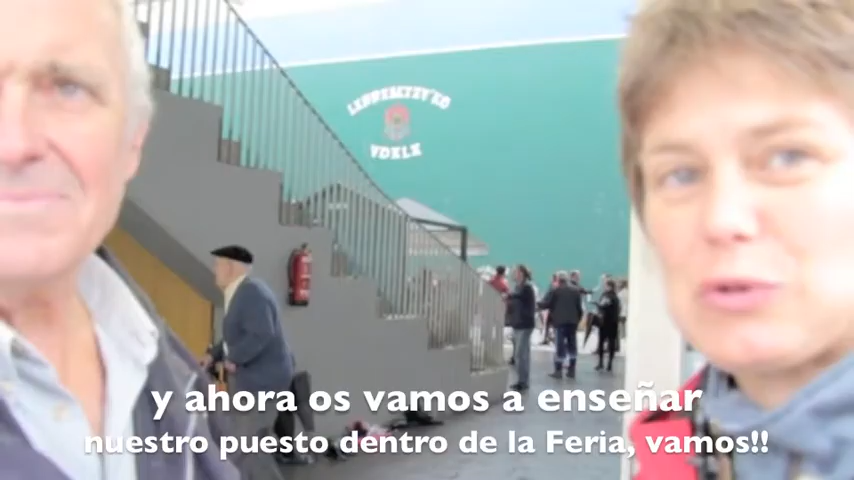 y ahora os vamos a enseñar
nuestro puesto dentro de la Feria, vamos!!